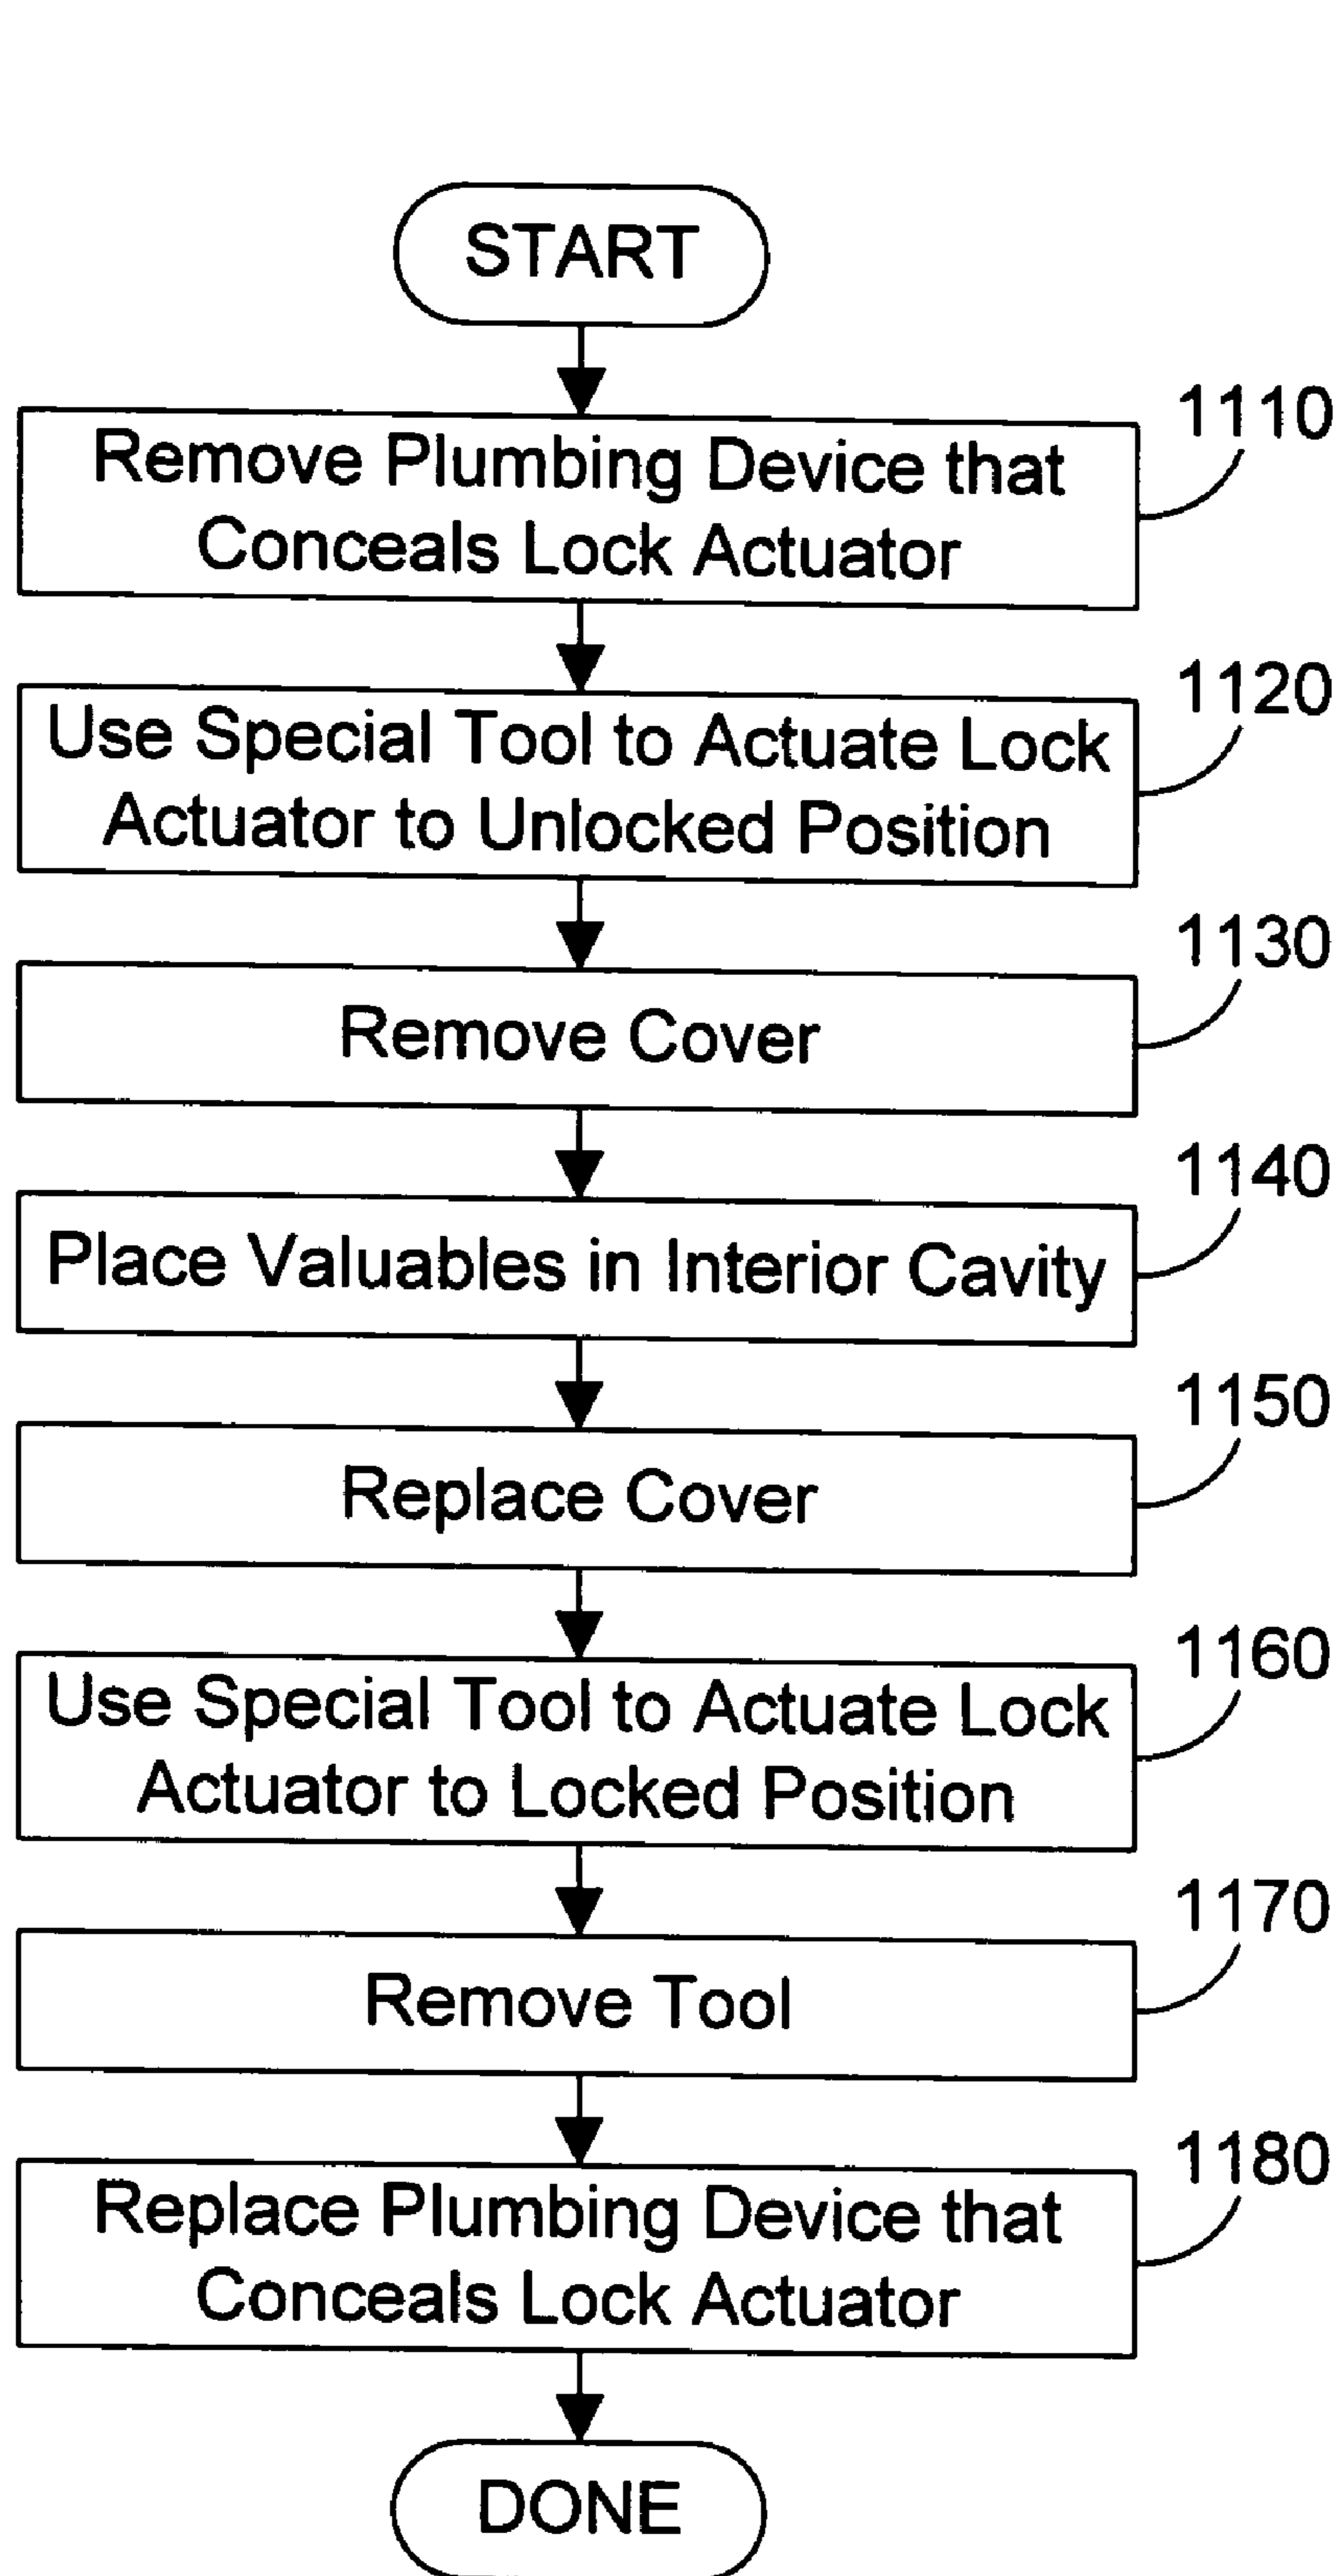 START
1110
Remove Plumbing Device that
Conceals Lock Actuator
1120
Use Special Tool to Actuate Lock
Actuator to Unlocked Position
1130
Remove Cover
1140
Place Valuables in Interior Cavity
1150
Replace Cover
1160
Use Special Tool to Actuate Lock
Actuator to Locked Position
1170
Remove Tool
1180
Replace Plumbing Device that
Conceals Lock Actuator
DONE